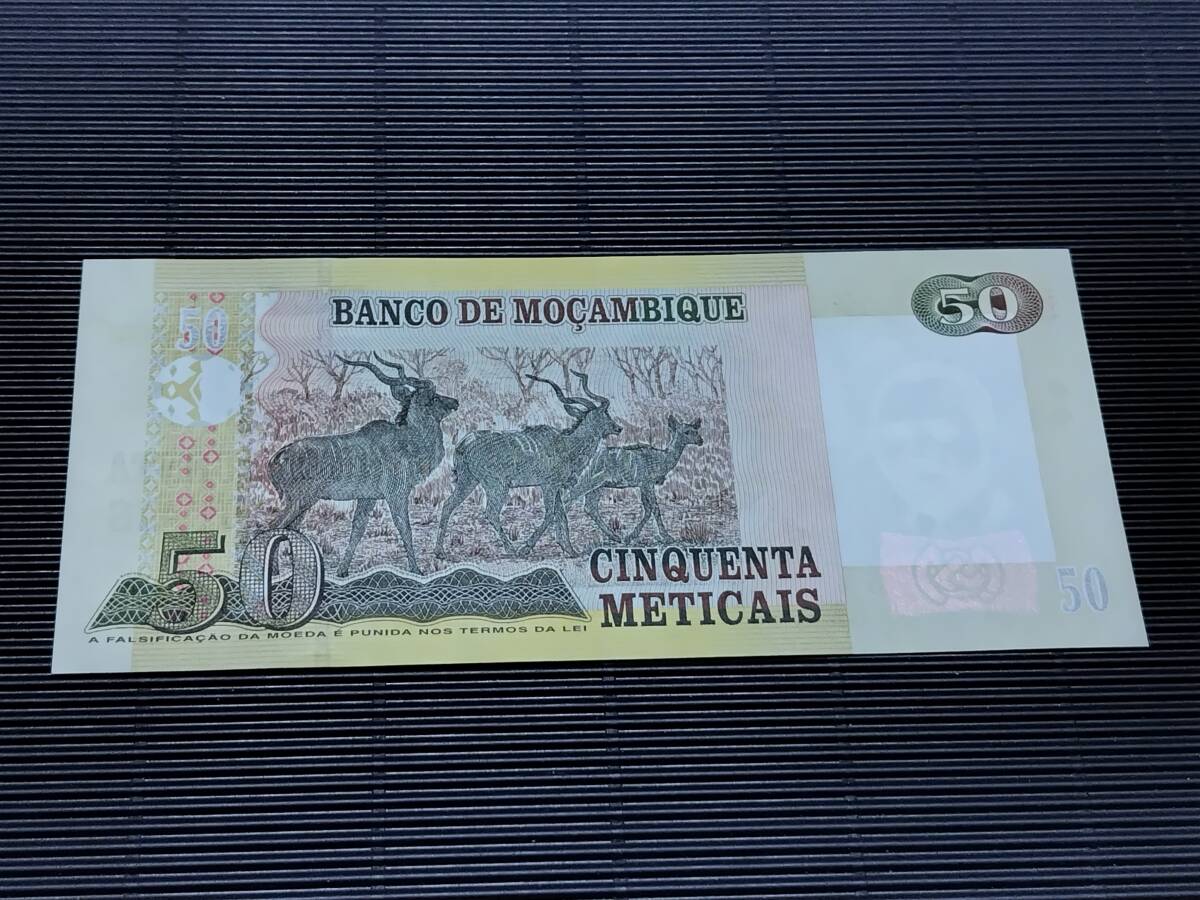 BANCO DE MOÇAMBIQUE
50
50
50
CINQUENTA
METICAIS
50
A FALSIFICAÇÃO DA MOEDA É PUNIDA NOS TERMOS DA LEI